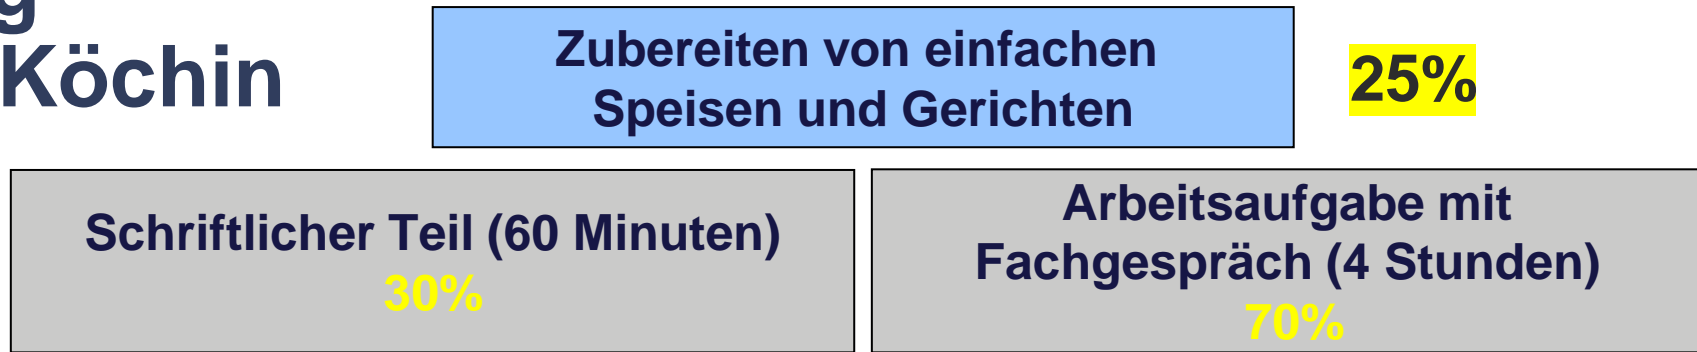 g
Köchin
Zubereiten von einfachen
Speisen und Gerichten
25%
Schriftlicher Teil (60 Minuten)
30%
Arbeitsaufgabe mit
Fachgespräch (4 Stunden)
70%